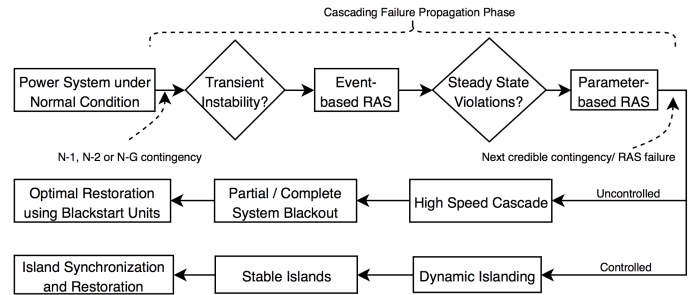 Cascading Failure Propagation Phase
Power System under
Normal Condition
Transient
Instability?
Event-
based RAS
Steady State
Violations?
Parameter-
based RAS
N-1, N-2 or N-G contingency
Next credible contingency/ RAS failure
Optimal Restoration
using Blackstart Units
Partial / Complete
System Blackout
High Speed Cascade
Uncontrolled
Island Synchronization
and Restoration
Stable Islands
Dynamic Islanding
Controlled